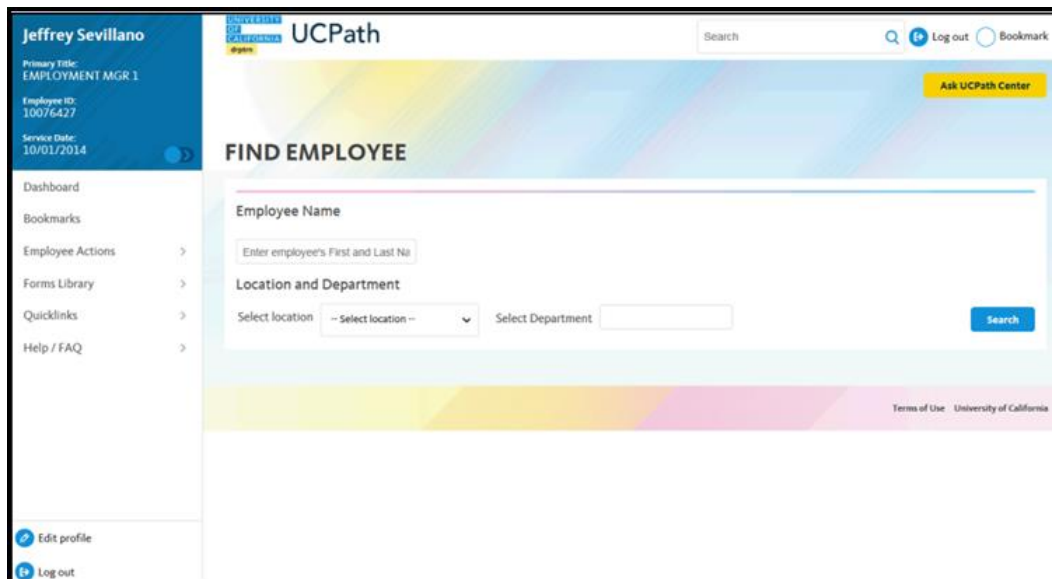 Jeffrey Sevillano
Primary Title:
EMPLOYMENT MGR 1
Employee ID:
10076427
Service Date:
10/01/2014
Dashboard
Bookmarks
Employee Actions
Forms Library
Quicklinks
Help / FAQ
Edit profile
Log out
UNIVERSITY
OF
CALIFORNIA
UCPath
Search
Log out
Bookmark
Ask UCPath Center
FIND EMPLOYEE
Employee Name
Enter employee's First and Last Na
Location and Department
Select location
-- Select location --
Select Department
Search
Terms of Use University of California